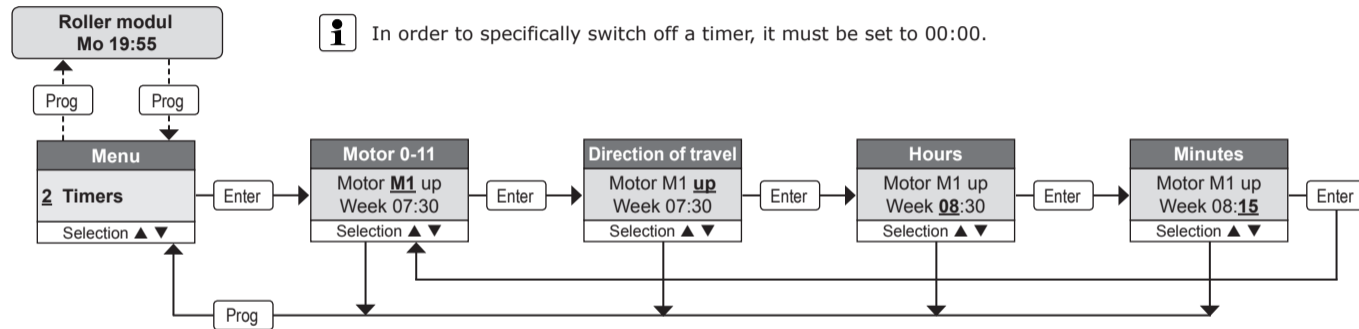 Roller modul
Mo 19:55
i In order to specifically switch off a timer, it must be set to 00:00.
Prog
Prog
Menu
2 Timers
Selection ▲ ▼
Enter
Motor 0-11
Motor M1 up
Week 07:30
Selection ▲ ▼
Enter
Direction of travel
Motor M1 up
Week 07:30
Selection ▲ ▼
Enter
Hours
Motor M1 up
Week 08:30
Selection ▲ ▼
Enter
Minutes
Motor M1 up
Week 08:15
Selection ▲ ▼
Enter
Prog